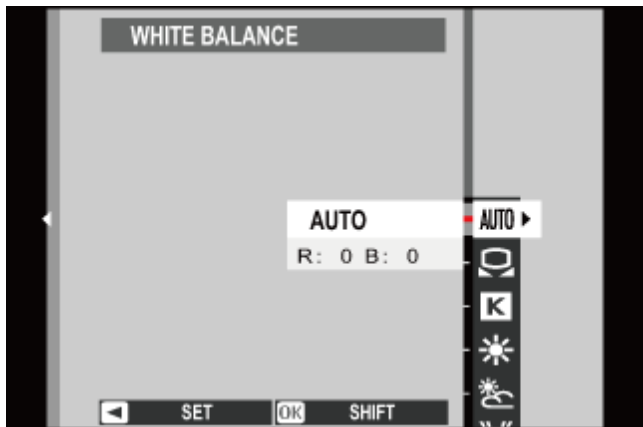 WHITE BALANCE
AUTO AUTO
R: 0 B: 0
K
SET OK SHIFT